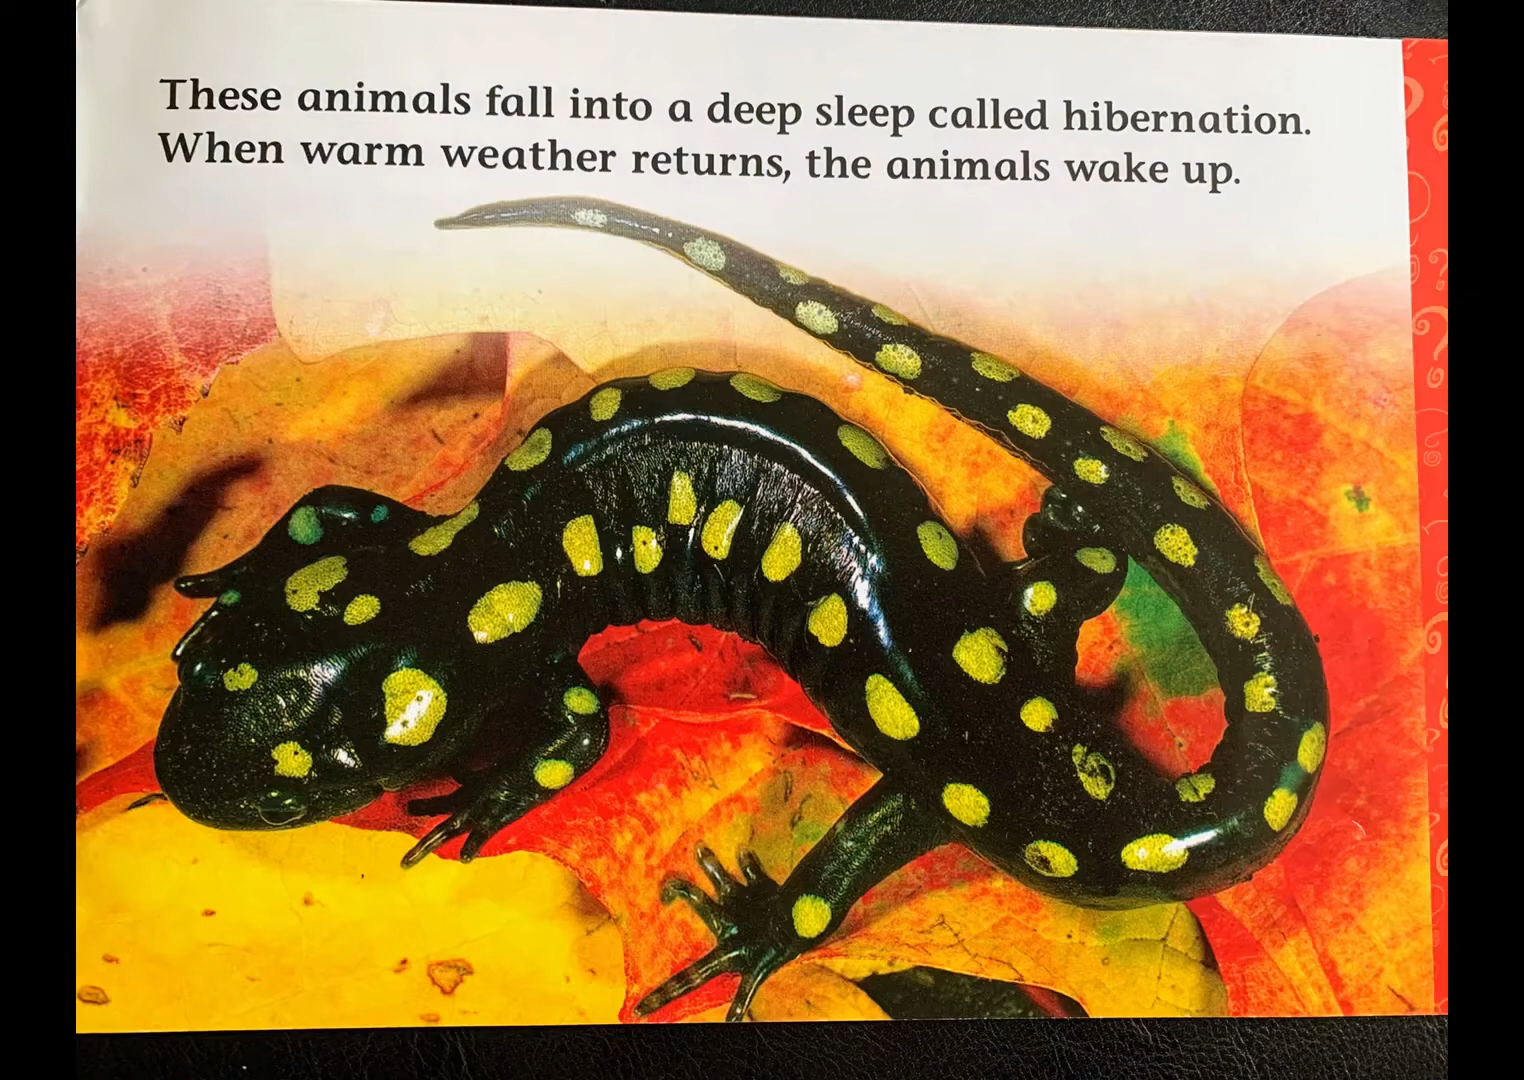 These animals fall into a deep sleep called hibernation.
When warm weather returns, the animals wake up.